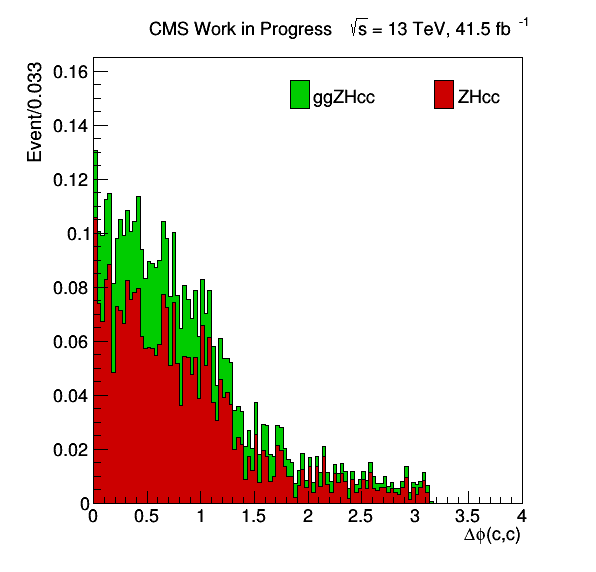 CMS Work in Progress √s = 13 TeV, 41.5 fb⁻¹
Event/0.033
ggZHcc ZHcc
0.16
0.14
0.12
0.1
0.08
0.06
0.04
0.02
0
0 0.5 1 1.5 2 2.5 3 3.5 4
Δϕ(c,c)